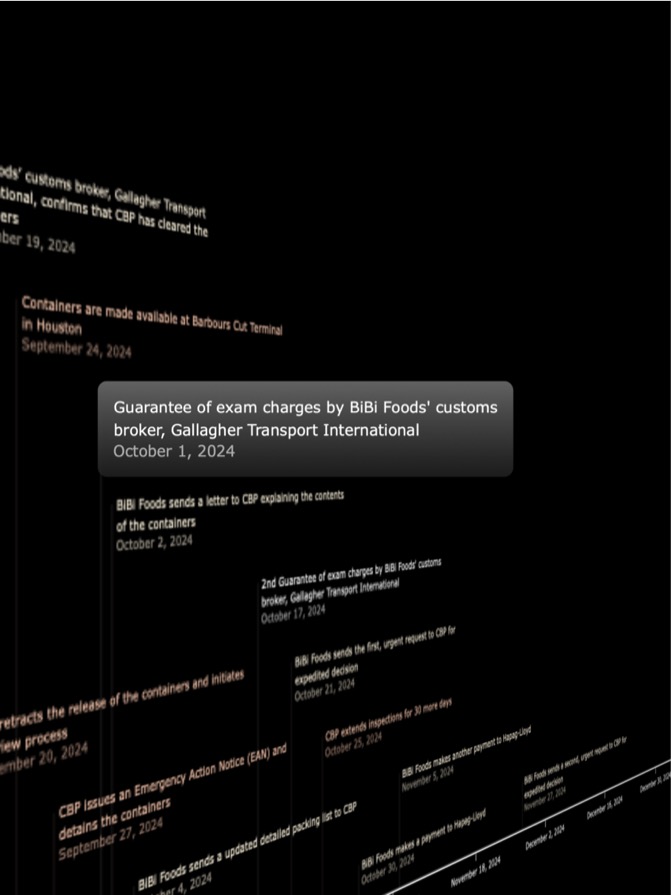 ods' customs broker, Gallagher Transport
tional, confirms that CBP has cleared the
ers
ber 19, 2024
Containers are made available at Barbours Cut Terminal
in Houston
September 24, 2024
Guarantee of exam charges by BiBi Foods' customs
broker, Gallagher Transport International
October 1, 2024
BiBi Foods sends a letter to CBP explaining the contents
of the containers
October 2, 2024
2nd Guarantee of exam charges by BiBi Foods' customs
broker, Gallagher Transport International
October 17, 2024
BiBi Foods sends the first, urgent request to CBP for
expedited decision
October 21, 2024
retracts the release of the containers and initiates
iew process
ember 20, 2024
CBP extends inspections for 30 more days
October 25, 2024
BiBi Foods makes another payment to Hapag-Lloyd
November 5, 2024
BiBi Foods sends a second, urgent request to CBP for
expedited decision
November 27, 2024
CBP issues an Emergency Action Notice (EAN) and
detains the containers
September 27, 2024
BiBi Foods sends a updated detailed packing list to CBP
ber 4, 2024
BiBi Foods makes a payment to Hapag-Lloyd
October 30, 2024
November 18, 2024
December 2, 2024
December 16, 2024
December 30, 2024